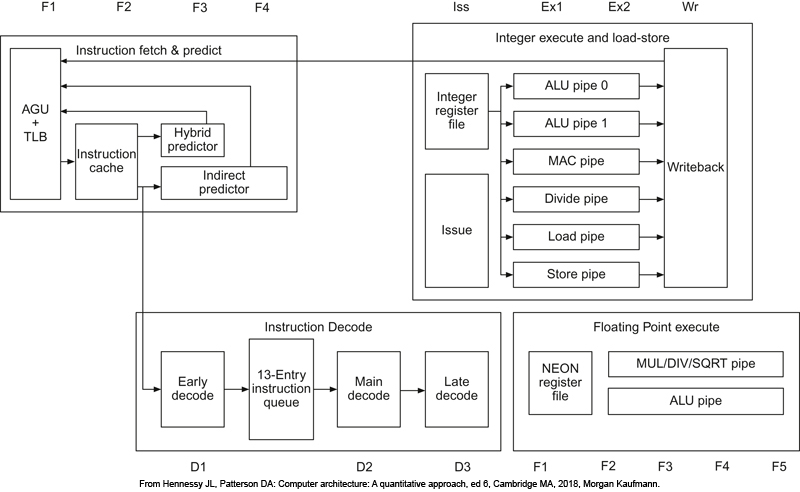 F1 F2 F3 F4 Iss Ex1 Ex2 Wr
Instruction fetch & predict
AGU
+
TLB
Instruction
cache
Hybrid
predictor
Indirect
predictor
Integer execute and load-store
Integer
register
file
Issue
ALU pipe 0
ALU pipe 1
MAC pipe
Divide pipe
Load pipe
Store pipe
Writeback
Instruction Decode
Early
decode
13-Entry
instruction
queue
Main
decode
Late
decode
Floating Point execute
NEON
register
file
MUL/DIV/SQRT pipe
ALU pipe
D1 D2 D3 F1 F2 F3 F4 F5
From Hennessy JL, Patterson DA: Computer architecture: A quantitative approach, ed 6, Cambridge MA, 2018, Morgan Kaufmann.